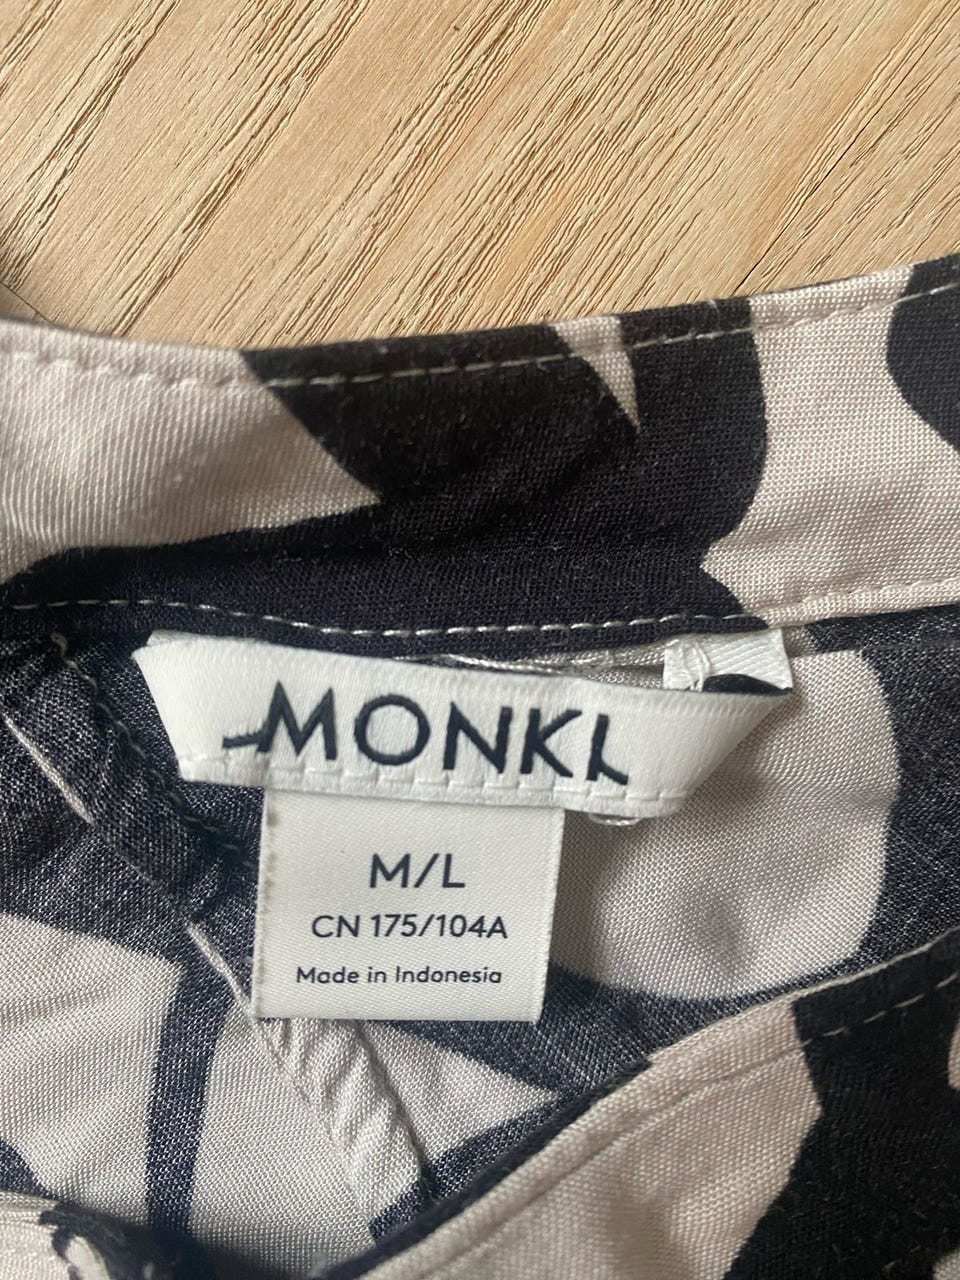 MONKI
M/L
CN 175/104A
Made in Indonesia